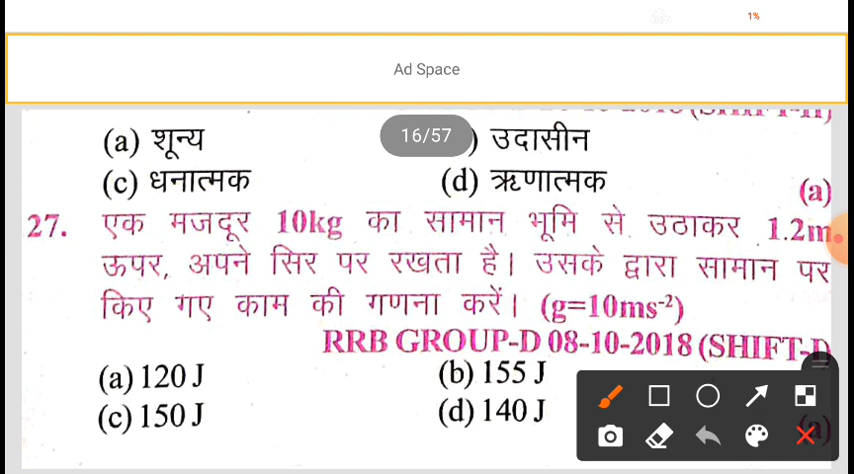 1%
Ad Space
(a) शून्य ) उदासीन
16/57
(c) धनात्मक (d) ऋणात्मक
(a)
27. एक मजदूर 10kg का सामान भूमि से उठाकर 1.2m
ऊपर, अपने सिर पर रखता है। उसके द्वारा सामान पर
किए गए काम की गणना करें। (g=10ms⁻²)
RRB GROUP-D 08-10-2018 (SHIFT-I)
(a) 120 J (b) 155 J
(c) 150 J (d) 140 J
(a)